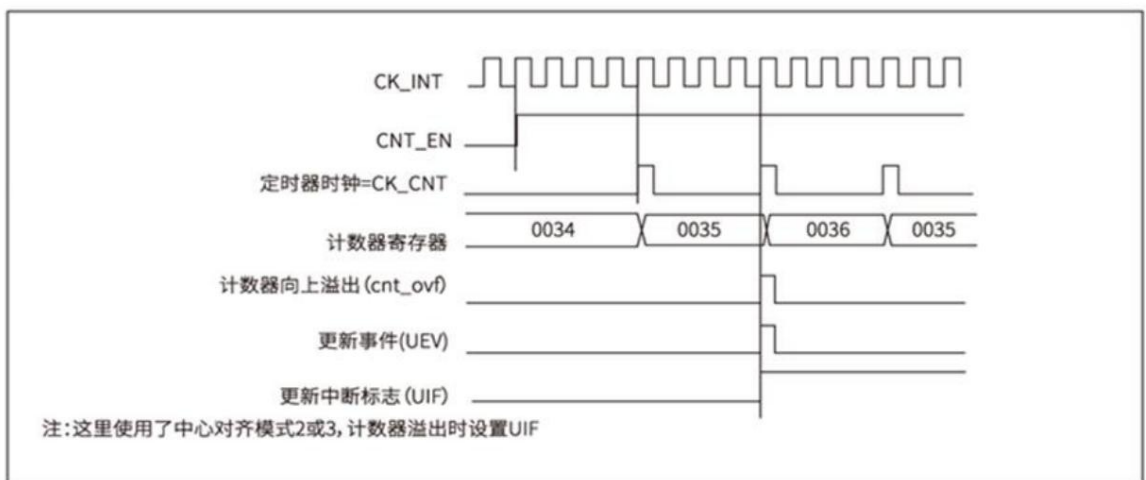 CK_INT
CNT_EN
定时器时钟=CK_CNT
计数器寄存器 0034 0035 0036 0035
计数器向上溢出(cnt_ovf)
更新事件(UEV)
更新中断标志(UIF)
注:这里使用了中心对齐模式2或3,计数器溢出时设置UIF